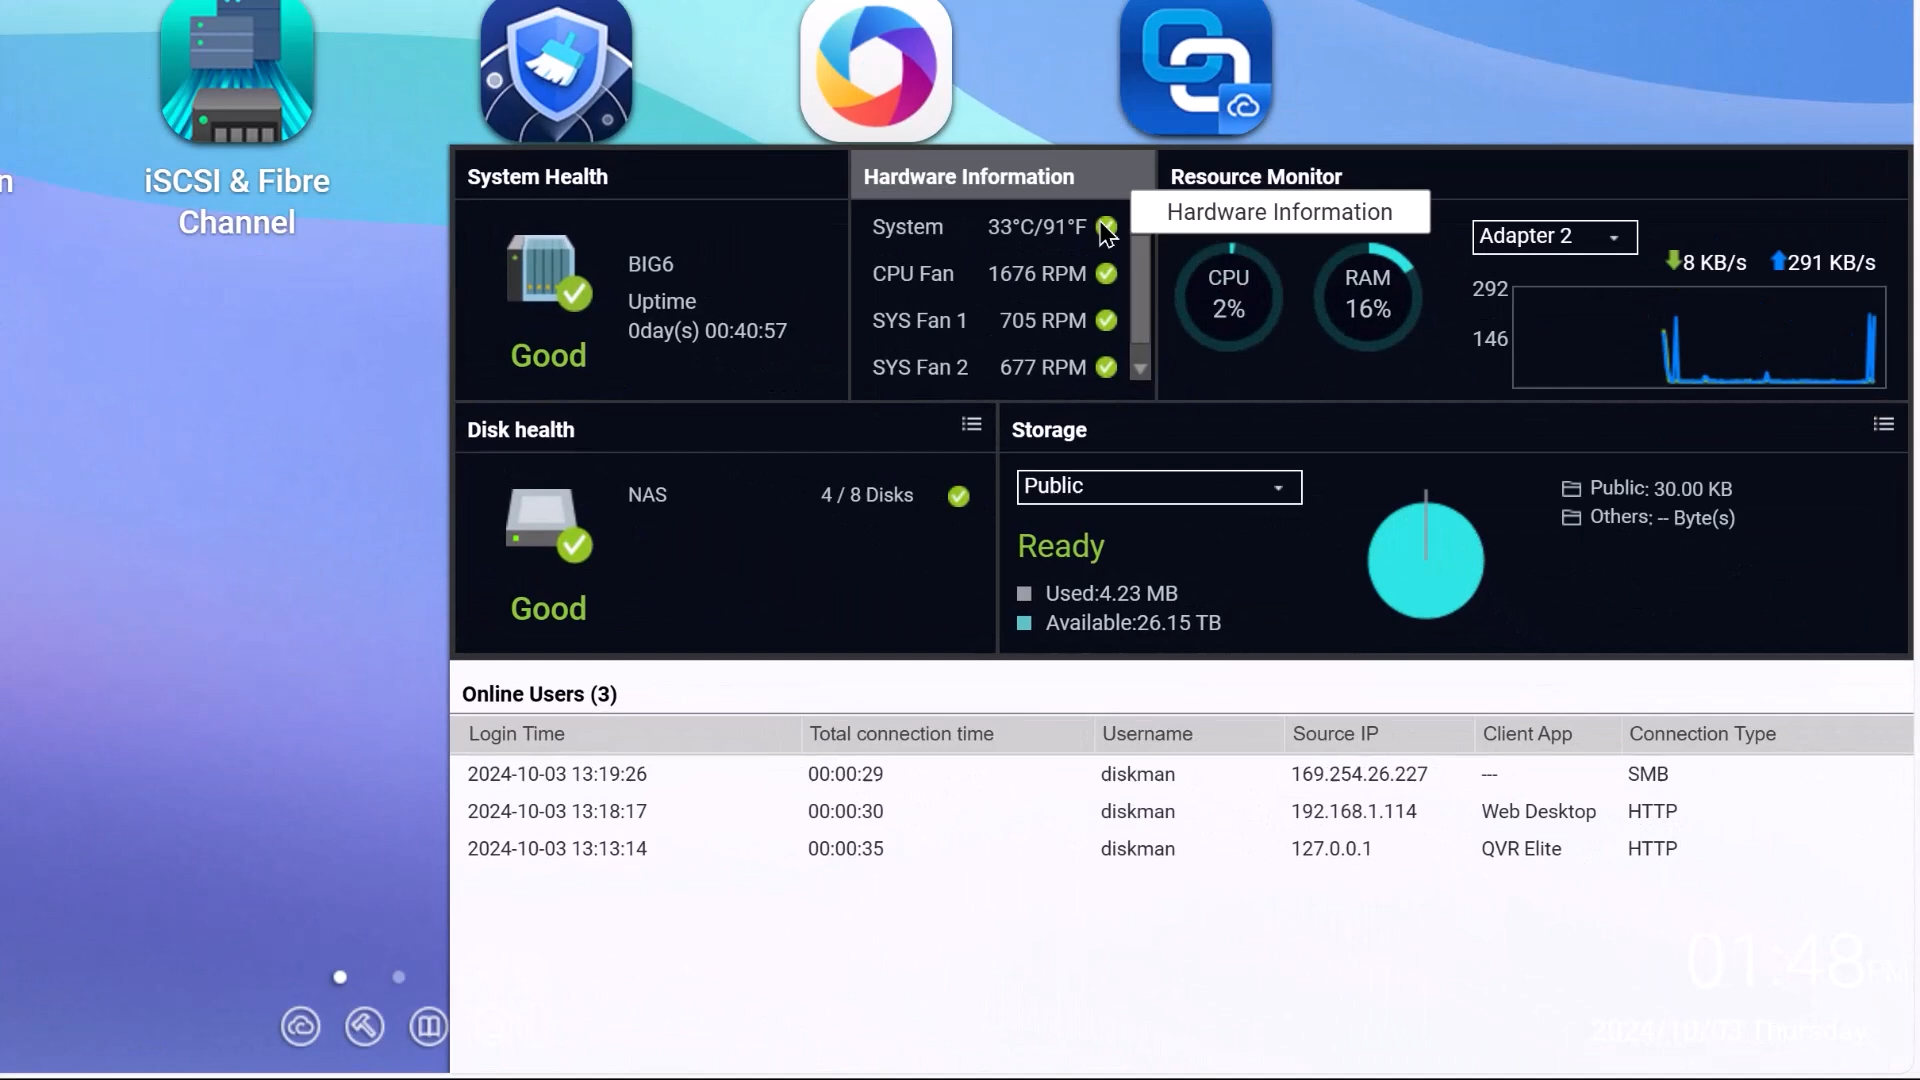 n
iSCSI & Fibre
Channel
System Health
BIG6
Uptime
0day(s) 00:40:57
Good
Hardware Information
System 33°C/91°F
CPU Fan 1676 RPM
SYS Fan 1 705 RPM
SYS Fan 2 677 RPM
Resource Monitor
Hardware Information
CPU
2%
RAM
16%
Adapter 2
8 KB/s 291 KB/s
292
146
Disk health
NAS 4 / 8 Disks
Good
Storage
Public
Ready
Used:4.23 MB
Available:26.15 TB
Public: 30.00 KB
Others: -- Byte(s)
Online Users (3)
Login Time Total connection time Username Source IP Client App Connection Type
2024-10-03 13:19:26 00:00:29 diskman 169.254.26.227 --- SMB
2024-10-03 13:18:17 00:00:30 diskman 192.168.1.114 Web Desktop HTTP
2024-10-03 13:13:14 00:00:35 diskman 127.0.0.1 QVR Elite HTTP
01:48 PM
2024/10/03 Thursday